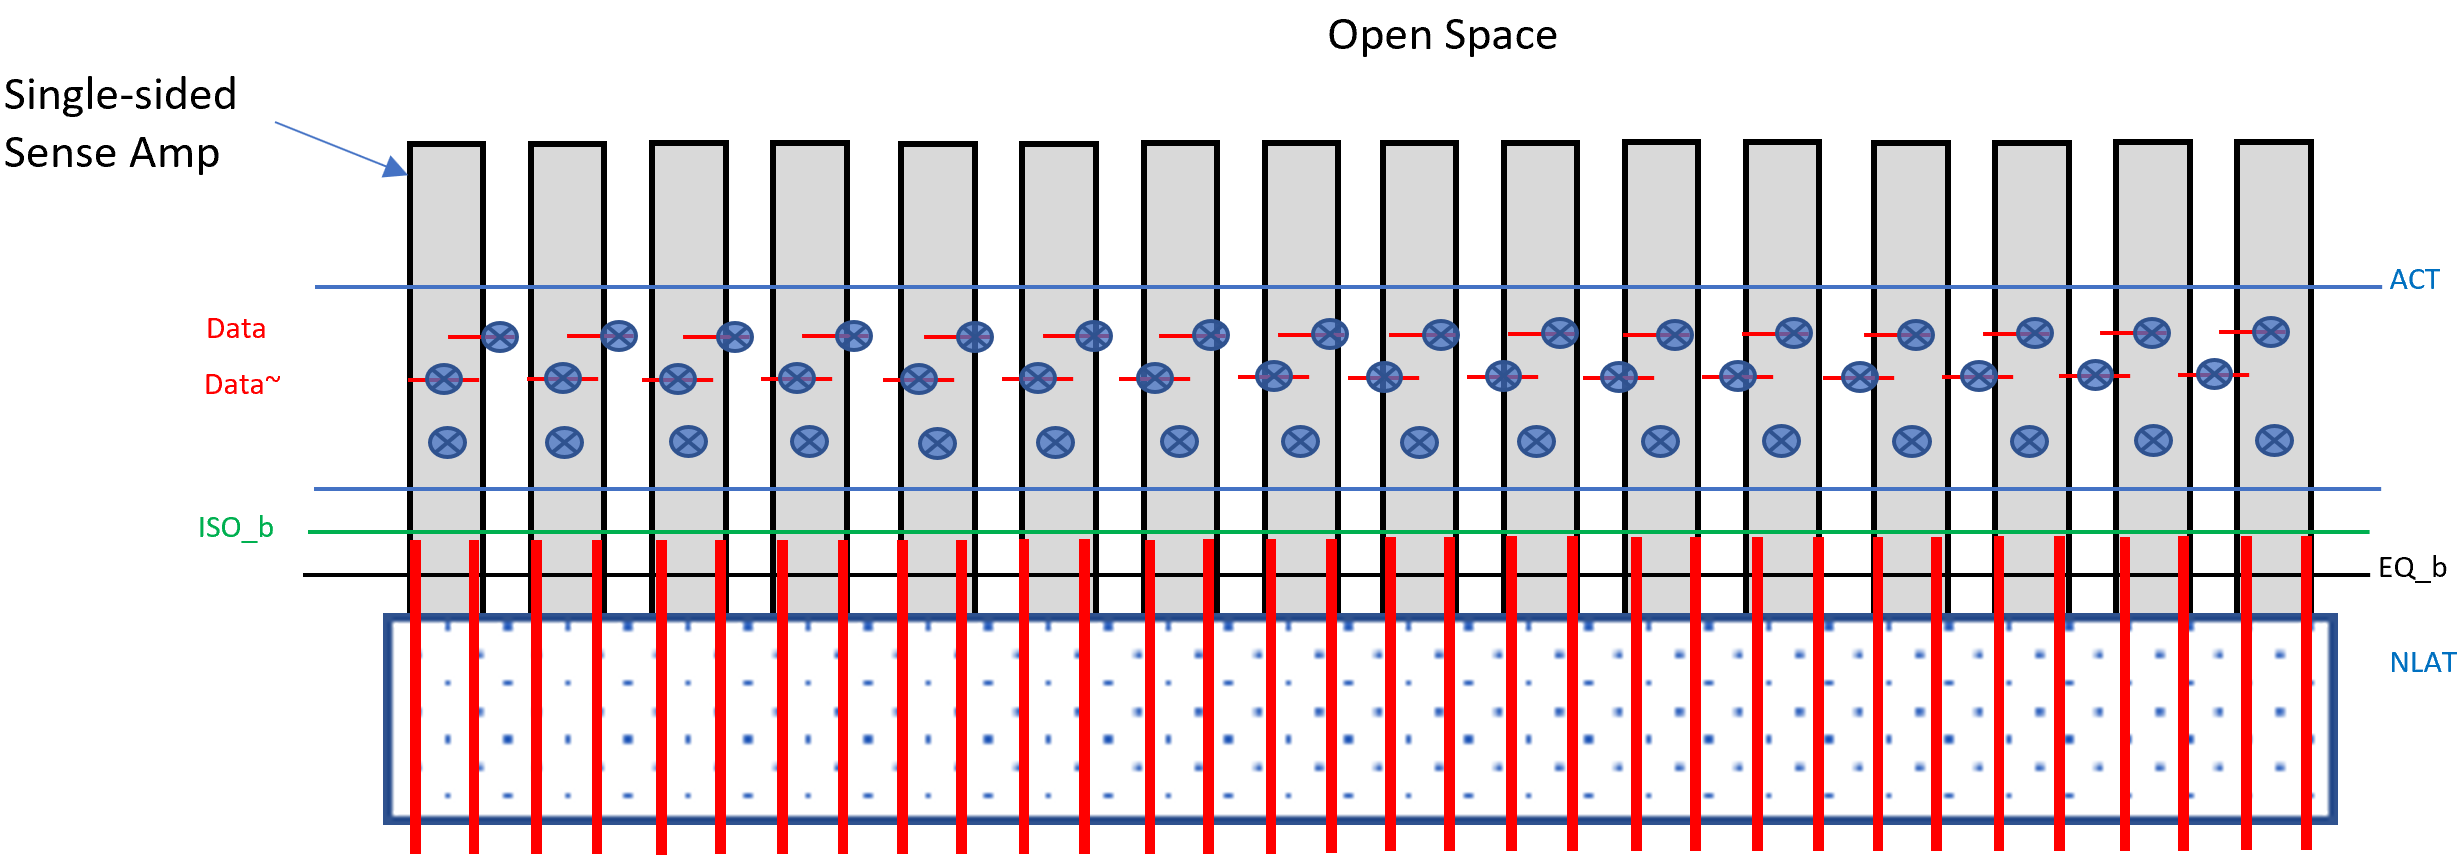 Open Space
Single-sided
Sense Amp
ACT
Data
Data~
ISO_b
EQ_b
NLAT